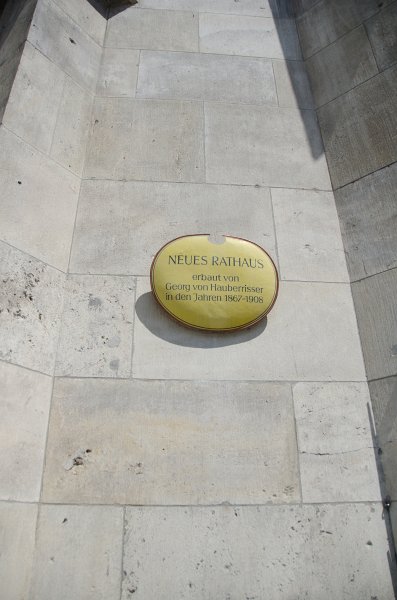 NEUES RATHAUS
erbaut von
Georg von Hauberrisser
in den Jahren 1867-1908